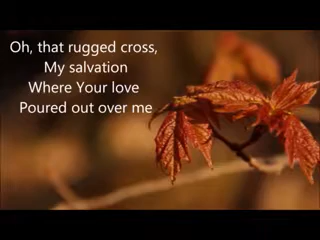 Oh, that rugged cross,
My salvation
Where Your love
Poured out over me